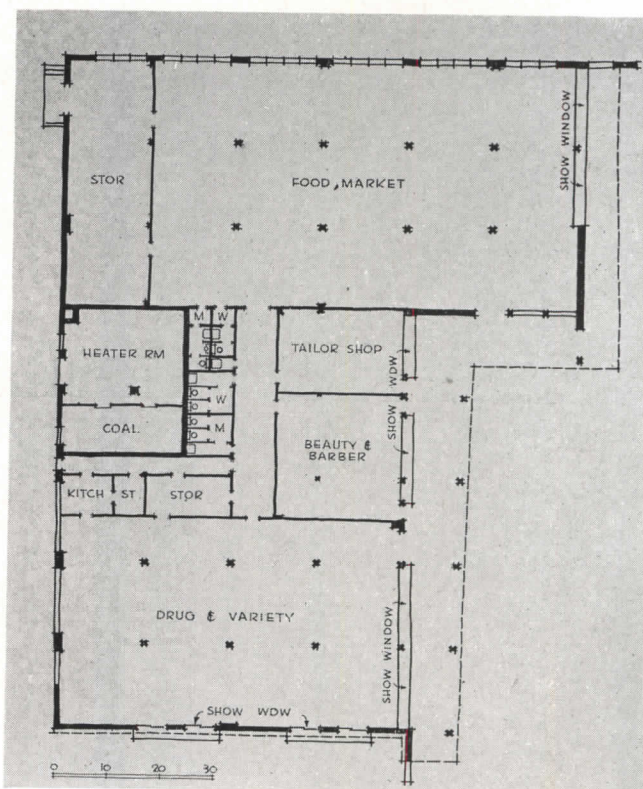 STOR
FOOD MARKET
SHOW WINDOW
HEATER RM
M W
TAILOR SHOP
SHOW WDW
COAL
W
M
BEAUTY &
BARBER
KITCH ST STOR
DRUG & VARIETY
SHOW WINDOW
SHOW WDW
0 10 20 30